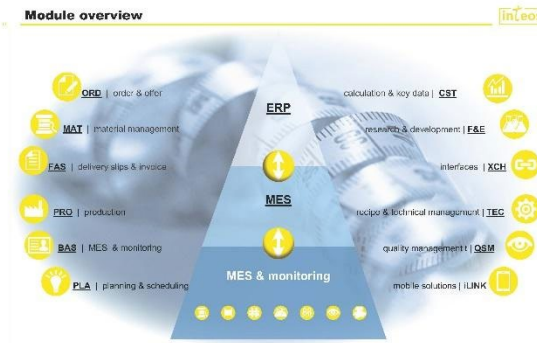 Module overview
inteos
ORD | order & offer
MAT | material management
FAS | delivery slips & invoice
PRO | production
BAS | MES & monitoring
PLA | planning & scheduling
ERP
MES
MES & monitoring
calculation & key data | CST
research & development | F&E
interfaces | XCH
recipe & technical management | TEC
quality management t | QSM
mobile solutions | iLINK